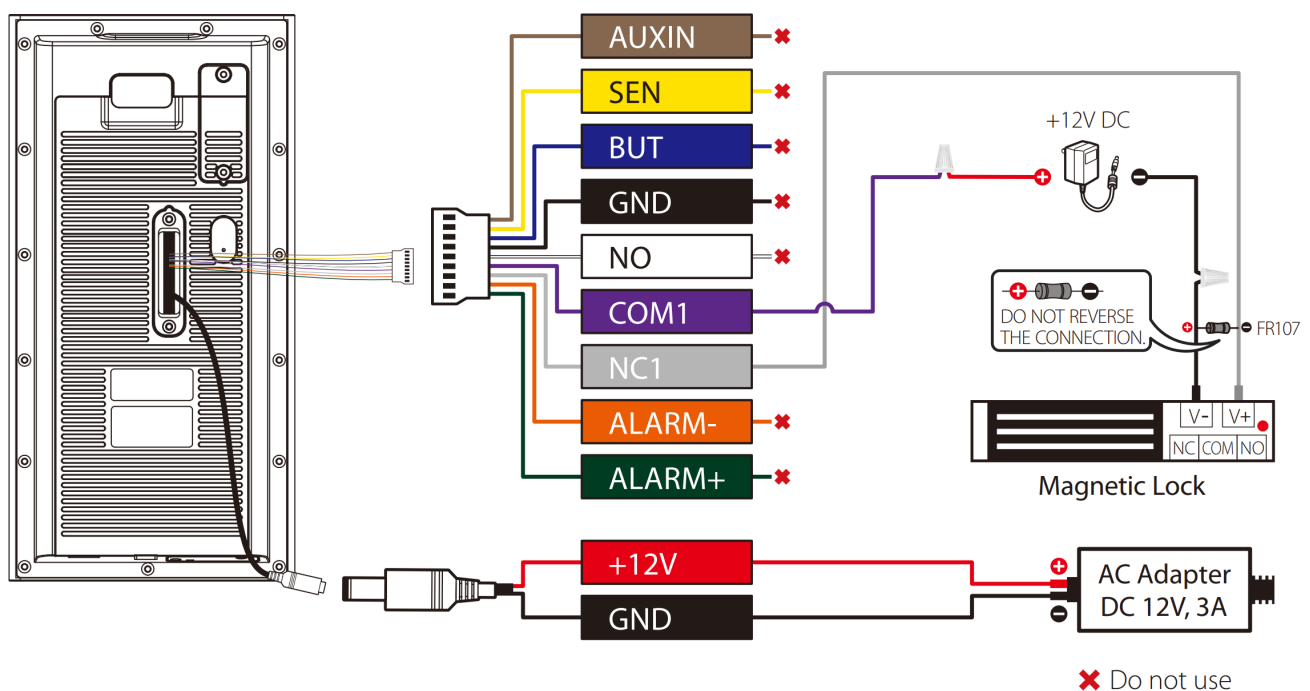 AUXIN
SEN
BUT
GND
NO
COM1
NC1
ALARM-
ALARM+
+12V DC
DO NOT REVERSE
THE CONNECTION.
FR107
V- V+
NC COM NO
Magnetic Lock
+12V
GND
AC Adapter
DC 12V, 3A
Do not use